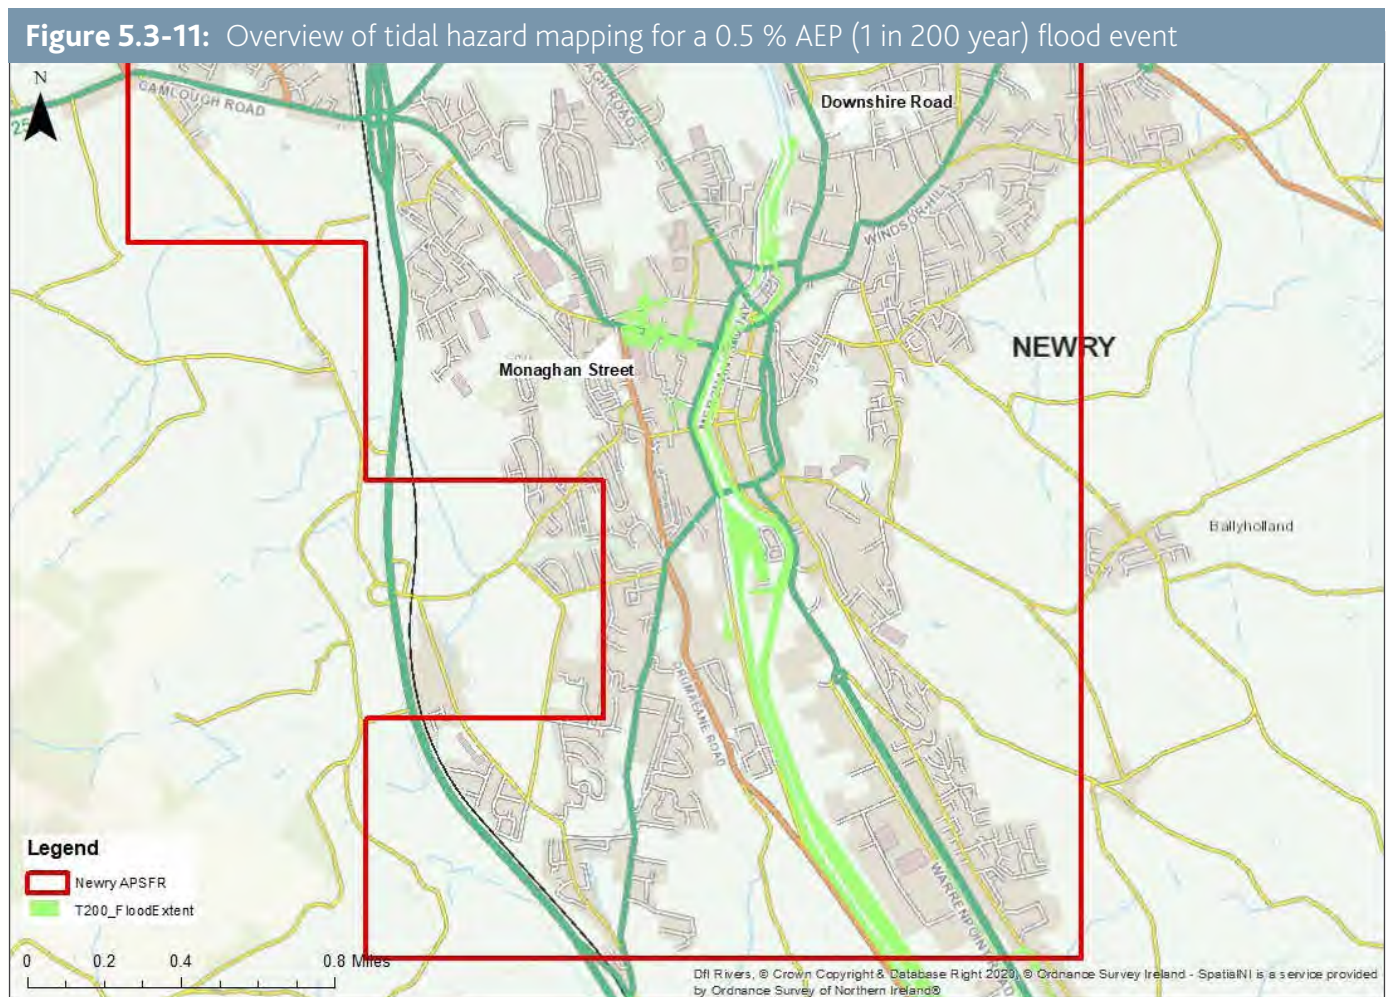 Figure 5.3-11: Overview of tidal hazard mapping for a 0.5 % AEP (1 in 200 year) flood event
N
CAMLOUGH ROAD
25
Downshire Road
WINDSOR HILL
Monaghan Street
NEWRY
Ballyholland
DRUMALANE ROAD
WARRENPOINT ROAD
Legend
Newry APSFR
T200_FloodExtent
0 0.2 0.4 0.8 Miles
DfI Rivers, © Crown Copyright & Database Right 2023, © Ordnance Survey Ireland - SpatialNI is a service provided
by Ordnance Survey of Northern Ireland®